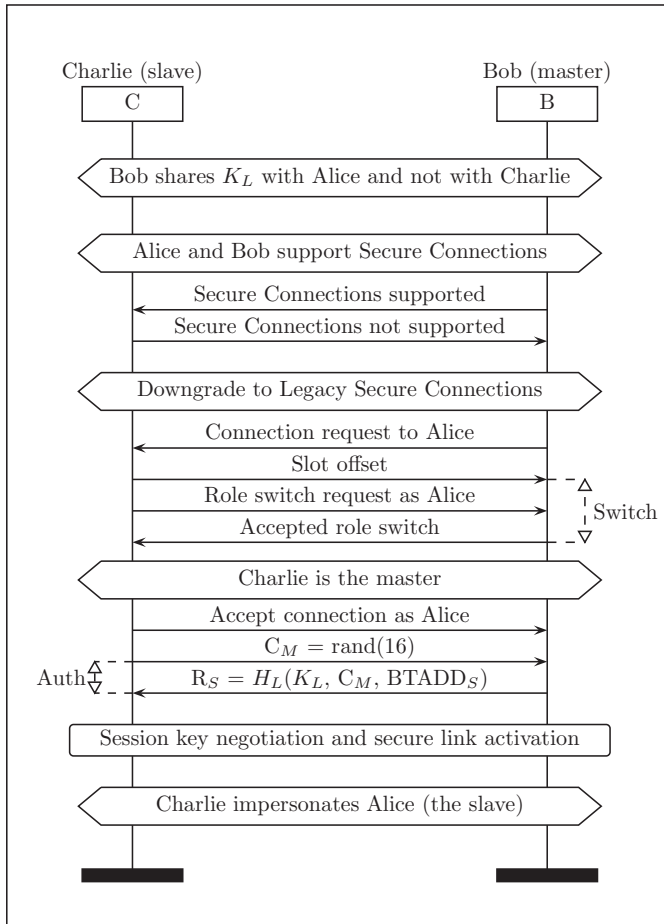 Charlie (slave) Bob (master)
C B
Bob shares K_L with Alice and not with Charlie
Alice and Bob support Secure Connections
Secure Connections supported
Secure Connections not supported
Downgrade to Legacy Secure Connections
Connection request to Alice
Slot offset
Role switch request as Alice
Switch
Accepted role switch
Charlie is the master
Accept connection as Alice
C_M = rand(16)
Auth
R_S = H_L(K_L, C_M, BTADD_S)
Session key negotiation and secure link activation
Charlie impersonates Alice (the slave)